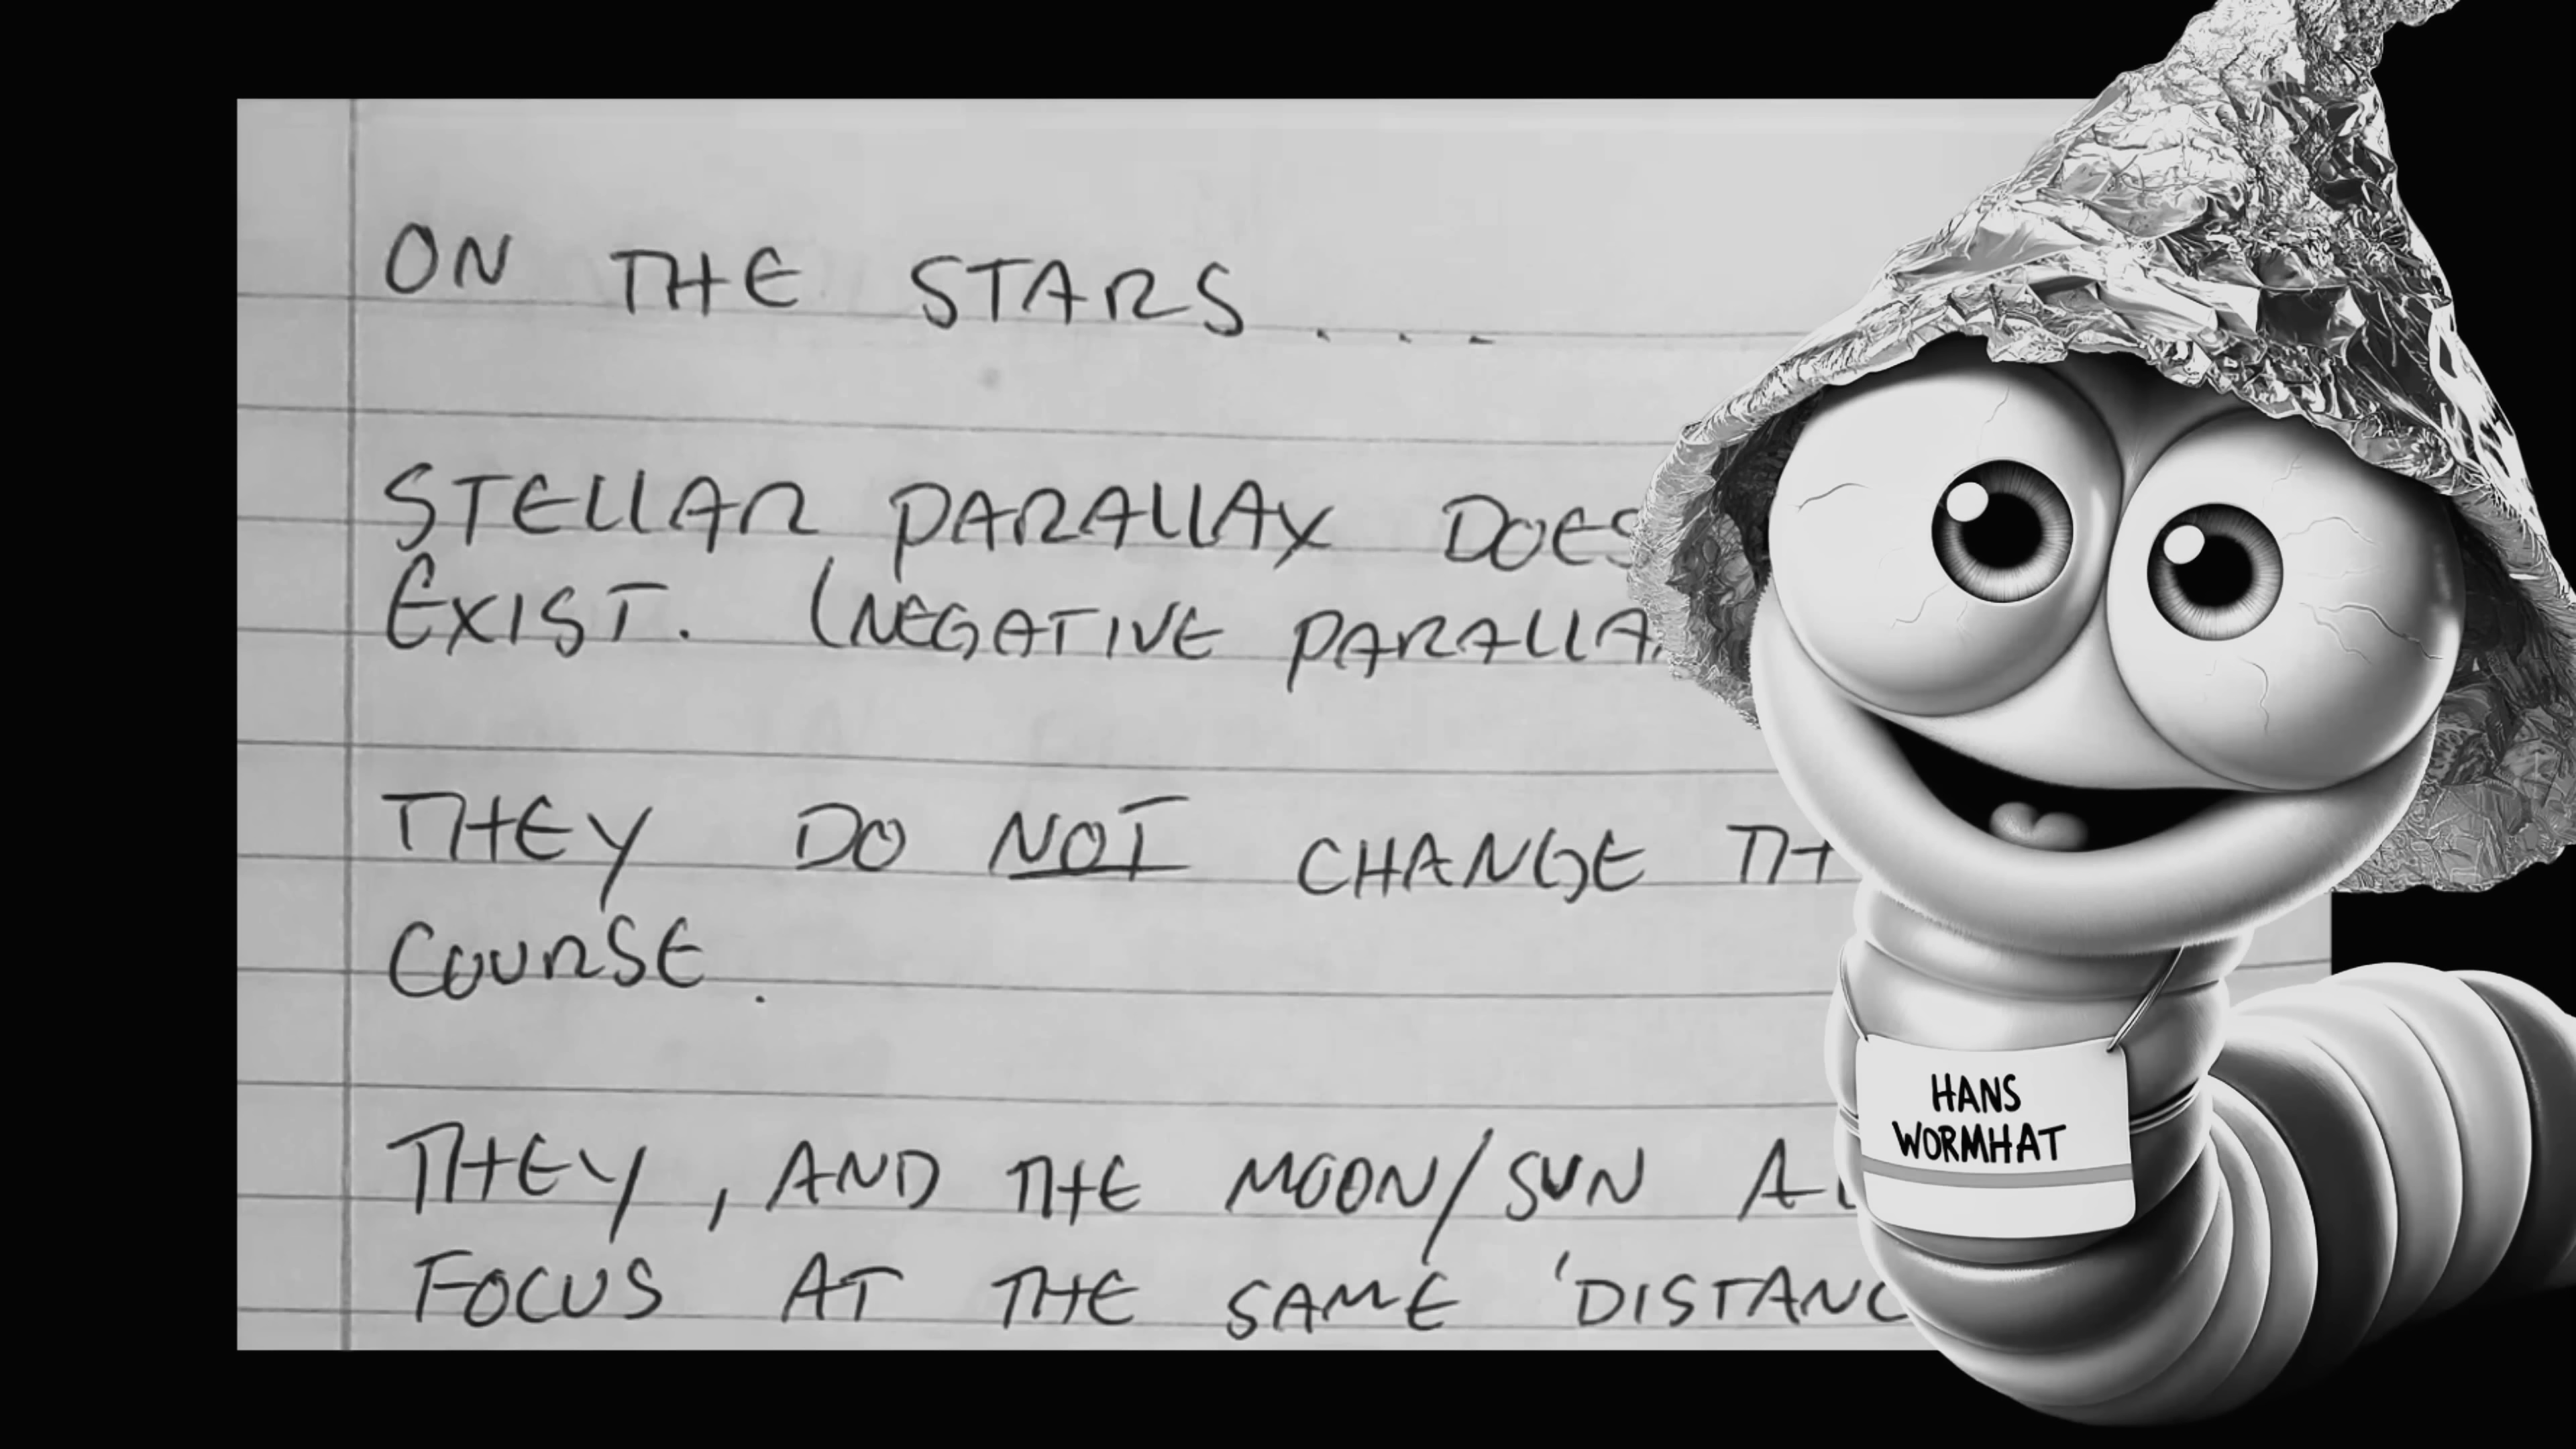 ON THE STARS...
STELLAR PARALLAX DOES
EXIST. (NEGATIVE
THEY DO NOT CHANGE
COURSE.
THEY, AND THE MOON/SUN
FOCUS AT THE SAME
HANS
WORMHAT